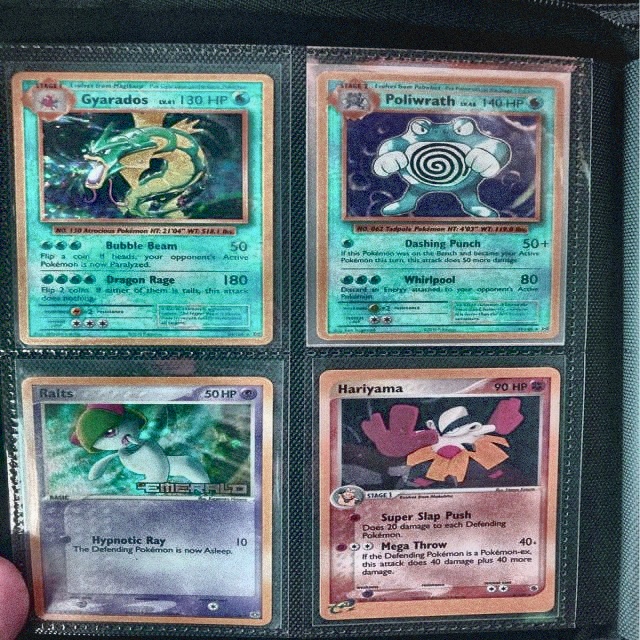 STAGE 1 Evolves from Magikarp
Gyarados LV.41 130 HP
NO. 130 Atrocious Pokémon HT: 21'04" WT: 518.1 lbs.
Bubble Beam 50
Flip a coin. If heads, your opponent's Active
Pokémon is now Paralyzed.
Dragon Rage 180
Flip 2 coins. If either of them is tails, this attack
does nothing.
STAGE 2 Evolves from Poliwhirl
Poliwrath LV.48 140 HP
NO. 062 Tadpole Pokémon HT: 4'03" WT: 119.0 lbs.
Dashing Punch 50+
If this Pokémon was on the Bench and became your Active
Pokémon this turn, this attack does 50 more damage.
Whirlpool 80
Discard an Energy attached to your opponent's Active
Pokémon.
Ralts 50 HP
EMERALD
BASIC
Hypnotic Ray 10
The Defending Pokémon is now Asleep.
Hariyama 90 HP
STAGE 1 Evolves from Makuhita
Super Slap Push
Does 20 damage to each Defending
Pokémon.
Mega Throw 40+
If the Defending Pokémon is a Pokémon-ex,
this attack does 40 damage plus 40 more
damage.